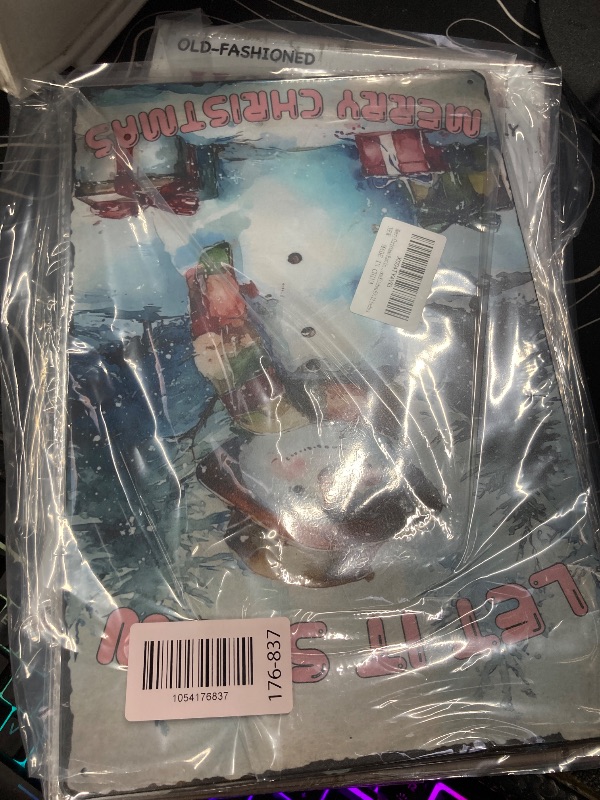 OLD-FASHIONED
MERRY CHRISTMAS
LET IT S
1054176837
176-837